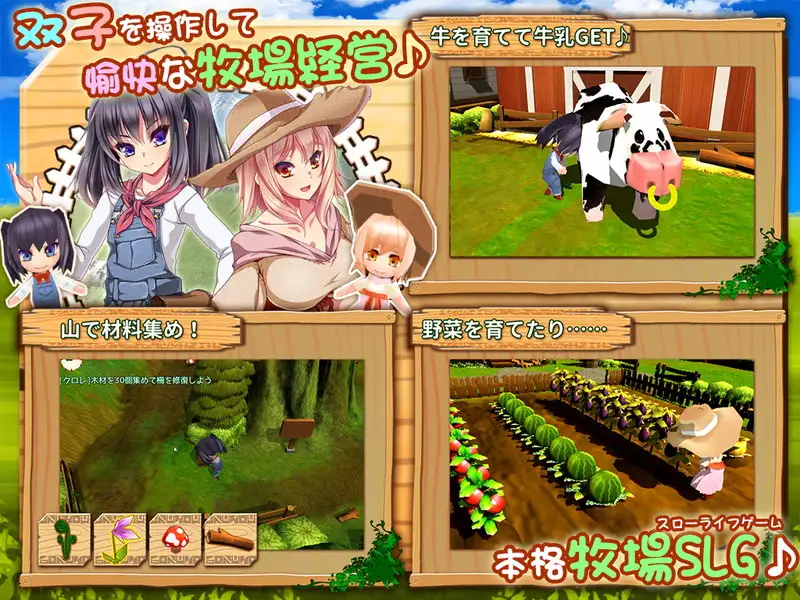 双子を操作して
愉快な牧場経営♪
牛を育てて牛乳GET♪
山で材料集め！
[クロレ]木材を30個集めて柵を修復しよう
野菜を育てたり……
スローライフゲーム
本格牧場SLG♪